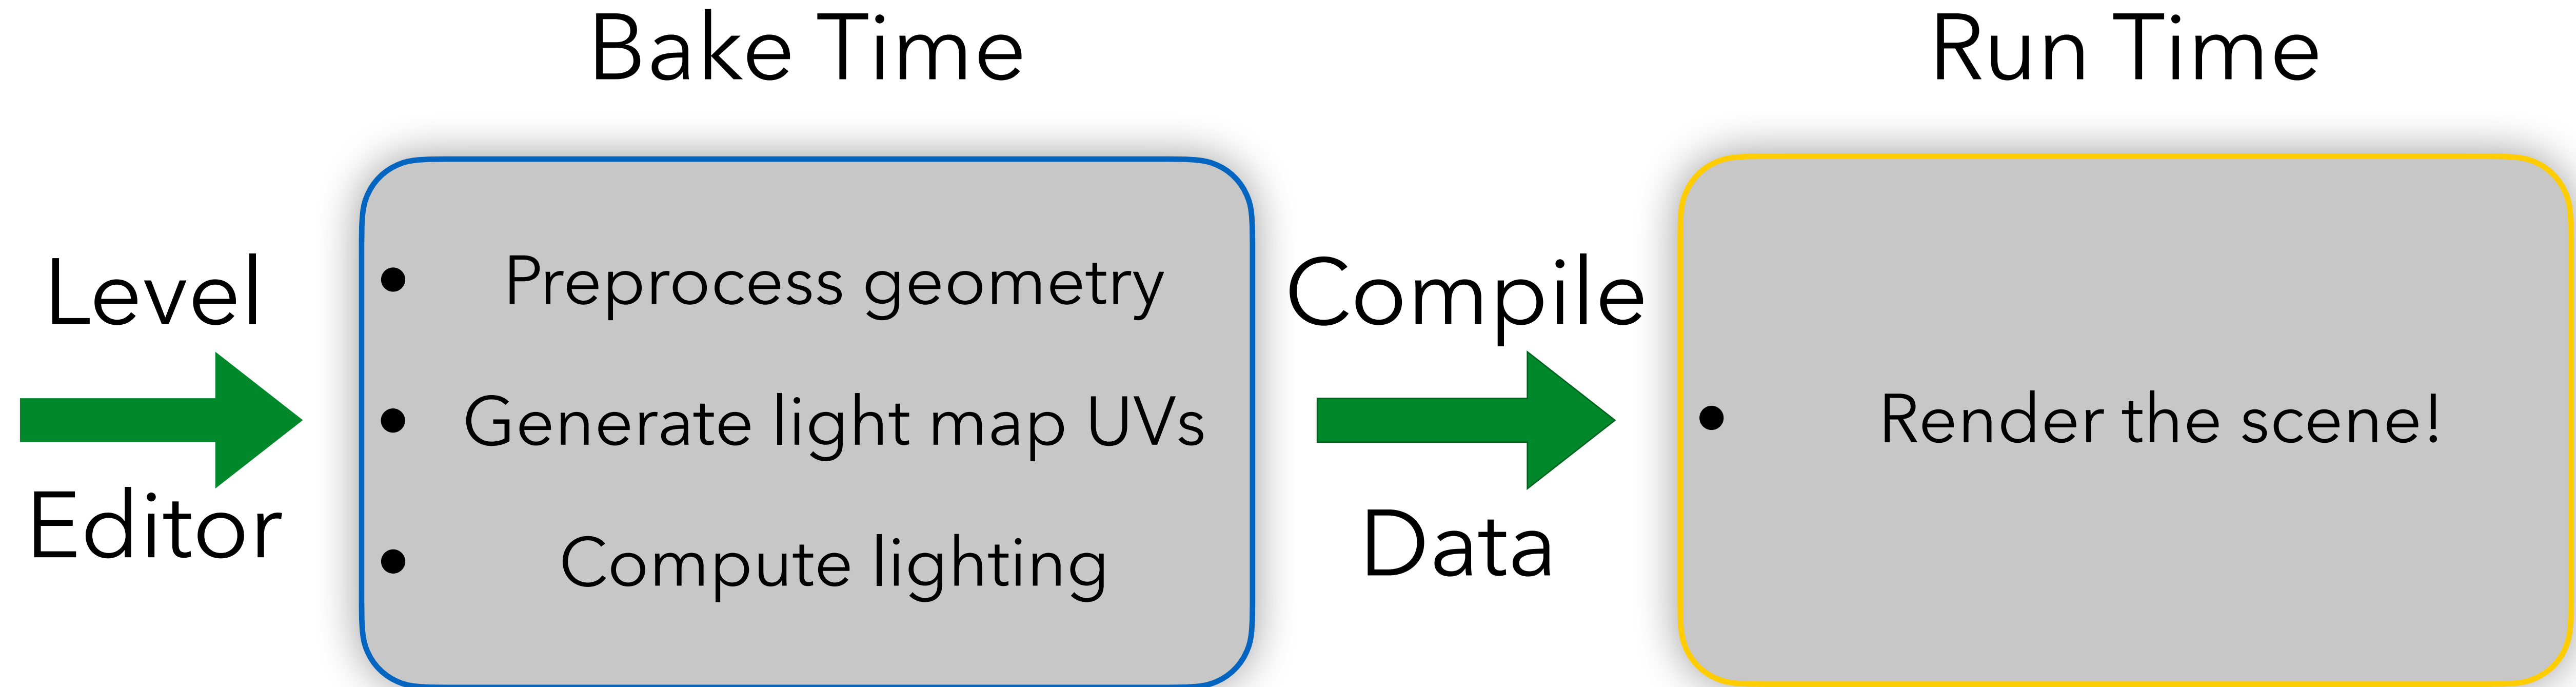 Bake Time
Run Time
Level
Editor
• Preprocess geometry
• Generate light map UVs
• Compute lighting
Compile
Data
• Render the scene!